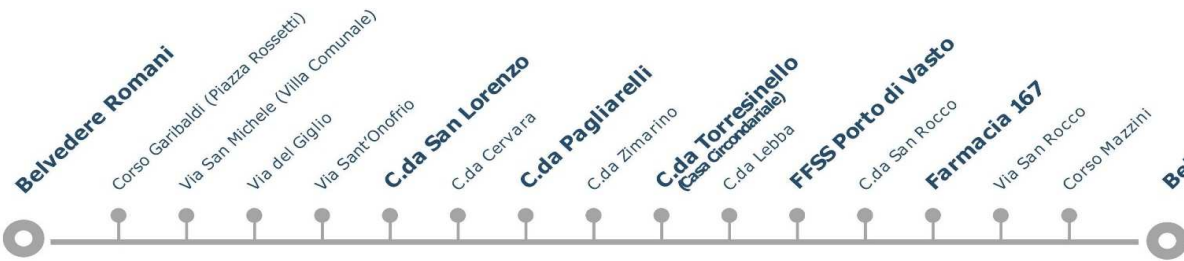 Belvedere Romani
Corso Garibaldi (Piazza Rossetti)
Via San Michele (Villa Comunale)
Via del Giglio
Via Sant'Onofrio
C.da San Lorenzo
C.da Cervara
C.da Pagliarelli
C.da Zimarino
C.da Torresinello
(Casa Circondariale)
C.da Lebba
FFSS Porto di Vasto
C.da San Rocco
Farmacia 167
Via San Rocco
Corso Mazzini